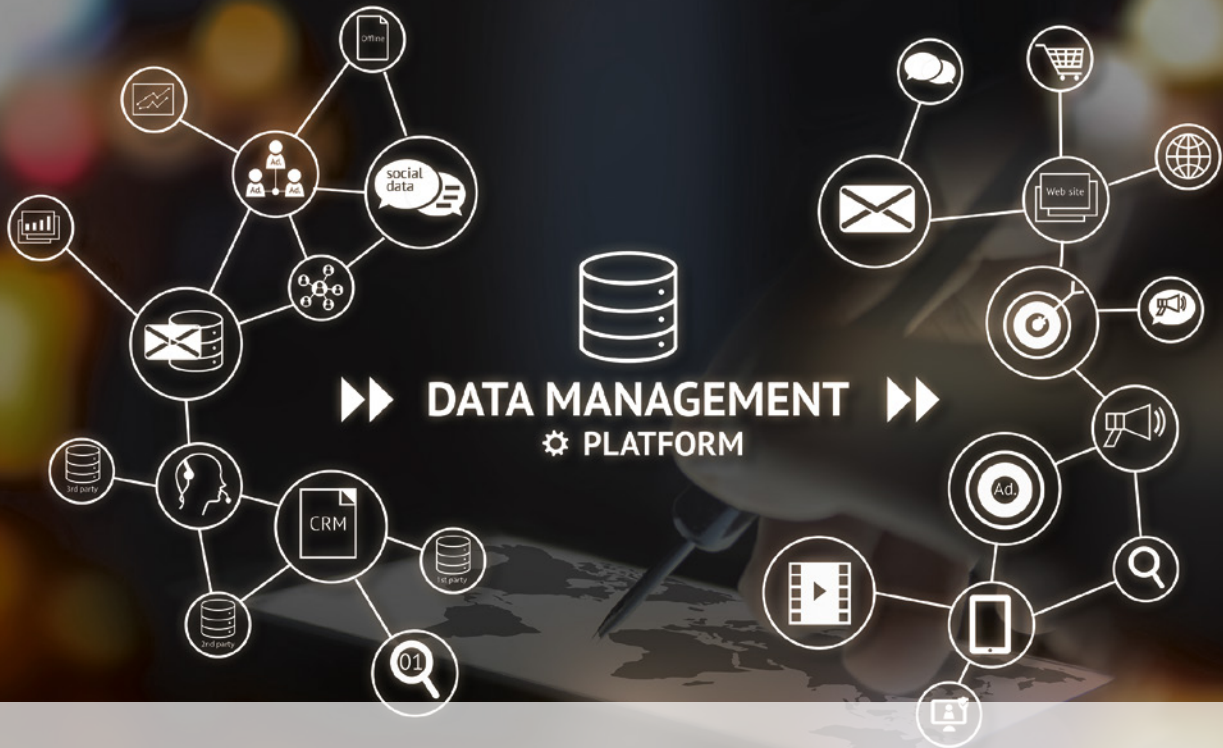 Offline
Ad.
Ad.
Ad.
social
data
Web site
DATA MANAGEMENT
PLATFORM
Ad.
3rd party
CRM
1st party
2nd party
01